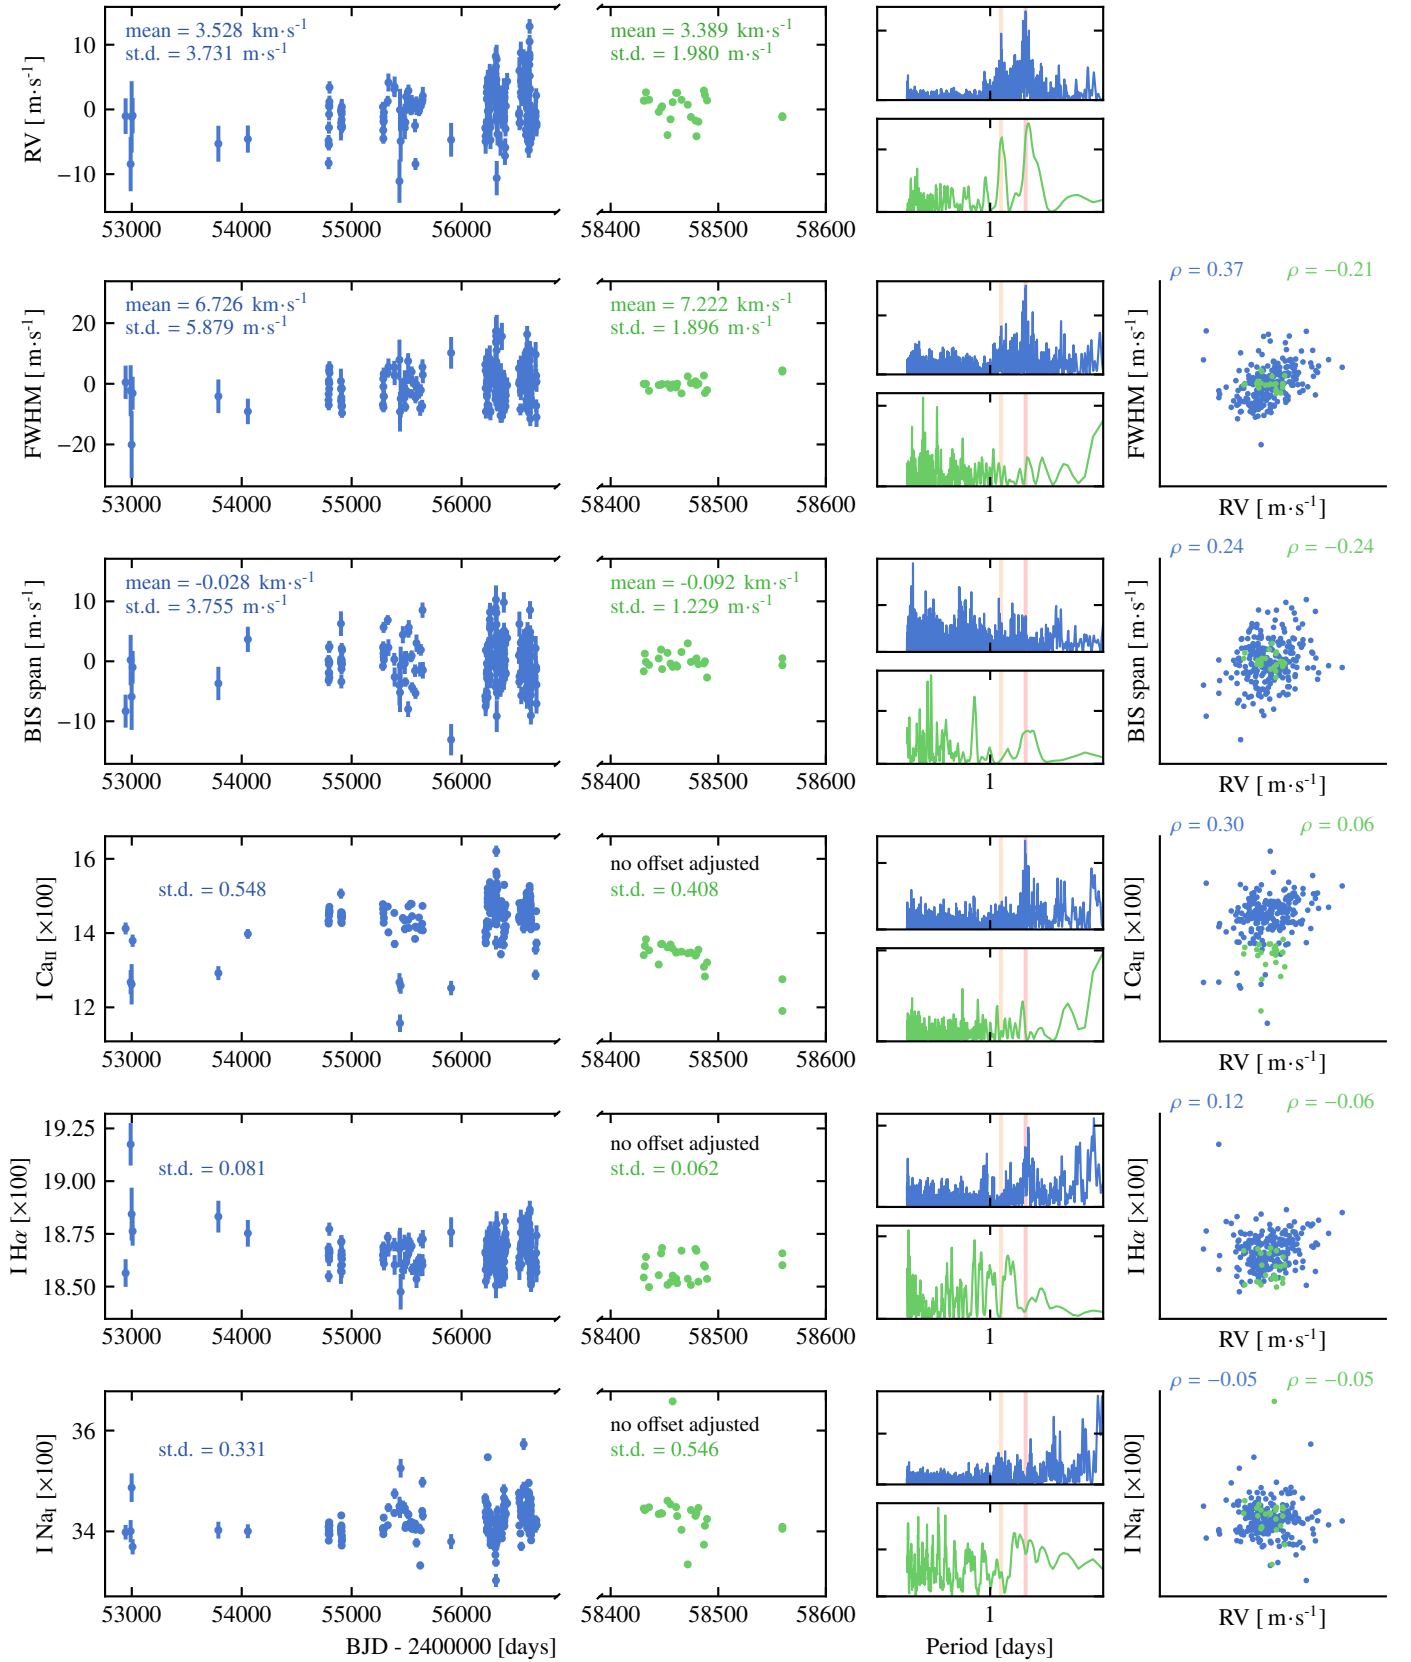 mean = 3.528 km·s⁻¹
st.d. = 3.731 m·s⁻¹
mean = 3.389 km·s⁻¹
st.d. = 1.980 m·s⁻¹
RV [ m·s⁻¹]
10
0
−10
53000 54000 55000 56000 58400 58500 58600 1
ρ = 0.37 ρ = −0.21
mean = 6.726 km·s⁻¹
st.d. = 5.879 m·s⁻¹
mean = 7.222 km·s⁻¹
st.d. = 1.896 m·s⁻¹
FWHM [ m·s⁻¹]
20
0
−20
FWHM [ m·s⁻¹]
53000 54000 55000 56000 58400 58500 58600 1 RV [ m·s⁻¹]
ρ = 0.24 ρ = −0.24
mean = -0.028 km·s⁻¹
st.d. = 3.755 m·s⁻¹
mean = -0.092 km·s⁻¹
st.d. = 1.229 m·s⁻¹
BIS span [ m·s⁻¹]
10
0
−10
BIS span [ m·s⁻¹]
53000 54000 55000 56000 58400 58500 58600 1 RV [ m·s⁻¹]
ρ = 0.30 ρ = 0.06
st.d. = 0.548
no offset adjusted
st.d. = 0.408
I Ca_II [×100]
16
14
12
I Ca_II [×100]
53000 54000 55000 56000 58400 58500 58600 1 RV [ m·s⁻¹]
ρ = 0.12 ρ = −0.06
st.d. = 0.081
no offset adjusted
st.d. = 0.062
I Hα [×100]
19.25
19.00
18.75
18.50
I Hα [×100]
53000 54000 55000 56000 58400 58500 58600 1 RV [ m·s⁻¹]
ρ = −0.05 ρ = −0.05
st.d. = 0.331
no offset adjusted
st.d. = 0.546
I Na_I [×100]
36
34
I Na_I [×100]
53000 54000 55000 56000 58400 58500 58600 1 RV [ m·s⁻¹]
BJD - 2400000 [days] Period [days]